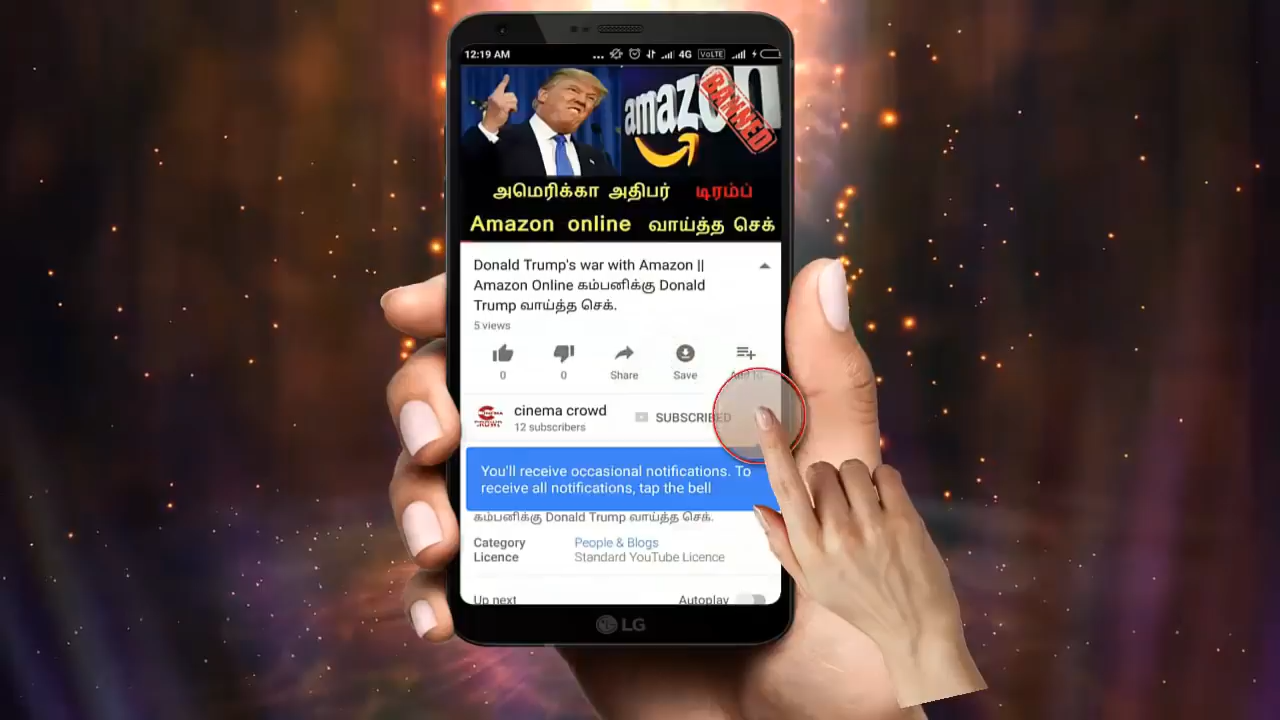 12:19 AM
4G VoLTE
amazon
BANNED
அமெரிக்கா அதிபர் டிரம்ப்
Amazon online வாய்த்த செக்
Donald Trump's war with Amazon ||
Amazon Online கம்பனிக்கு Donald
Trump வாய்த்த செக்.
5 views
0 0 Share Save Add to
cinema crowd SUBSCRIBED
12 subscribers
You'll receive occasional notifications. To
receive all notifications, tap the bell
கம்பனிக்கு Donald Trump வாய்த்த செக்.
Category People & Blogs
Licence Standard YouTube Licence
Up next Autoplay
LG